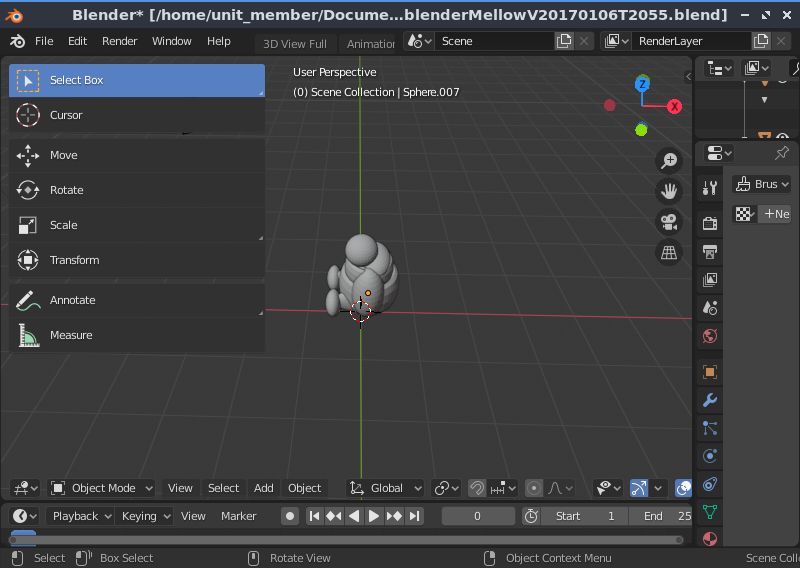 Blender* [/home/unit_member/Docume...blenderMellowV20170106T2055.blend]
File Edit Render Window Help 3D View Full Animation Scene RenderLayer
User Perspective
(0) Scene Collection | Sphere.007
Z
X
Select Box
Cursor
Move
Rotate
Scale
Transform
Annotate
Measure
Brus
+Ne
Object Mode View Select Add Object Global
Playback Keying View Marker 0 Start 1 End 25
Select Box Select Rotate View Object Context Menu Scene Coll